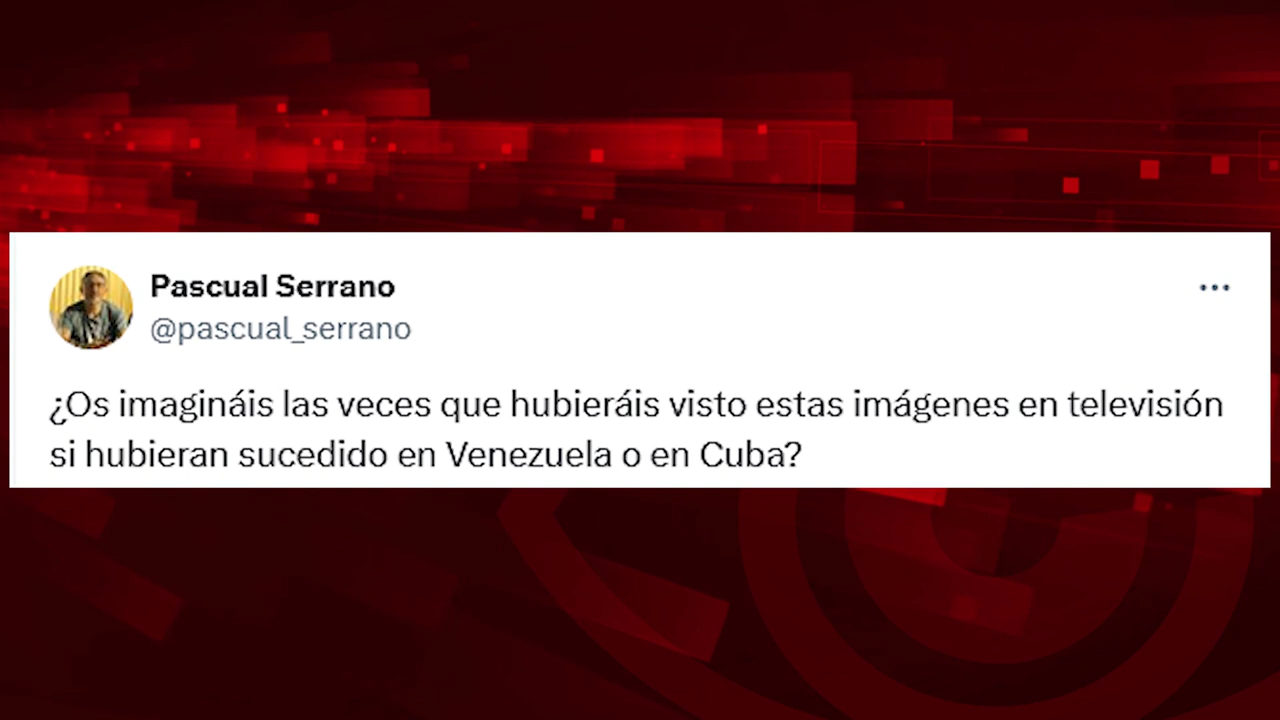 Pascual Serrano
@pascual_serrano
¿Os imagináis las veces que hubieráis visto estas imágenes en televisión
si hubieran sucedido en Venezuela o en Cuba?